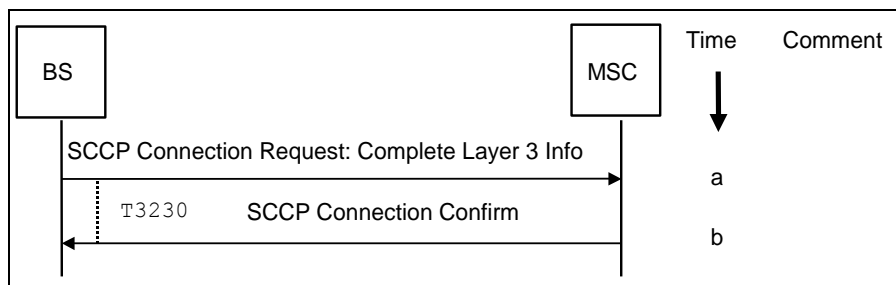 Time Comment
BS MSC
SCCP Connection Request: Complete Layer 3 Info
a
T3230 SCCP Connection Confirm
b